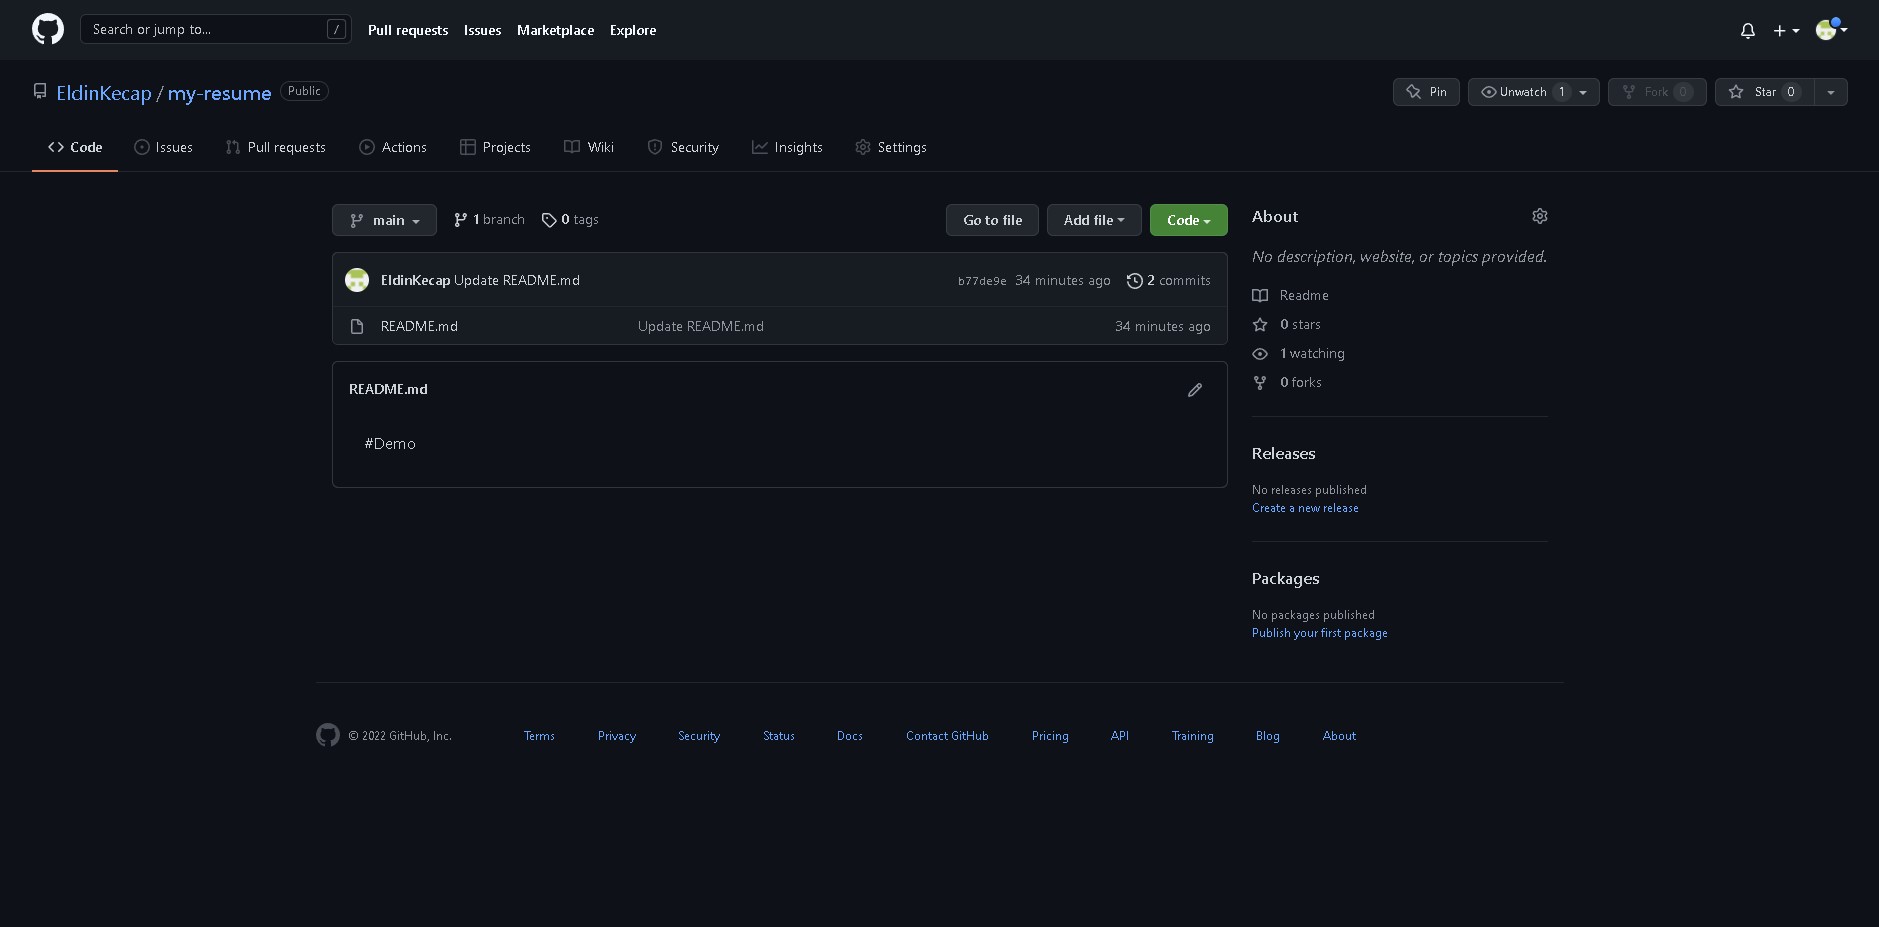 Search or jump to... /
Pull requests Issues Marketplace Explore
EldinKecap / my-resume Public
Pin Unwatch 1 Fork 0 Star 0
Code Issues Pull requests Actions Projects Wiki Security Insights Settings
main 1 branch 0 tags Go to file Add file Code
EldinKecap Update README.md b77de9e 34 minutes ago 2 commits
README.md Update README.md 34 minutes ago
README.md
#Demo
About
No description, website, or topics provided.
Readme
0 stars
1 watching
0 forks
Releases
No releases published
Create a new release
Packages
No packages published
Publish your first package
© 2022 GitHub, Inc. Terms Privacy Security Status Docs Contact GitHub Pricing API Training Blog About